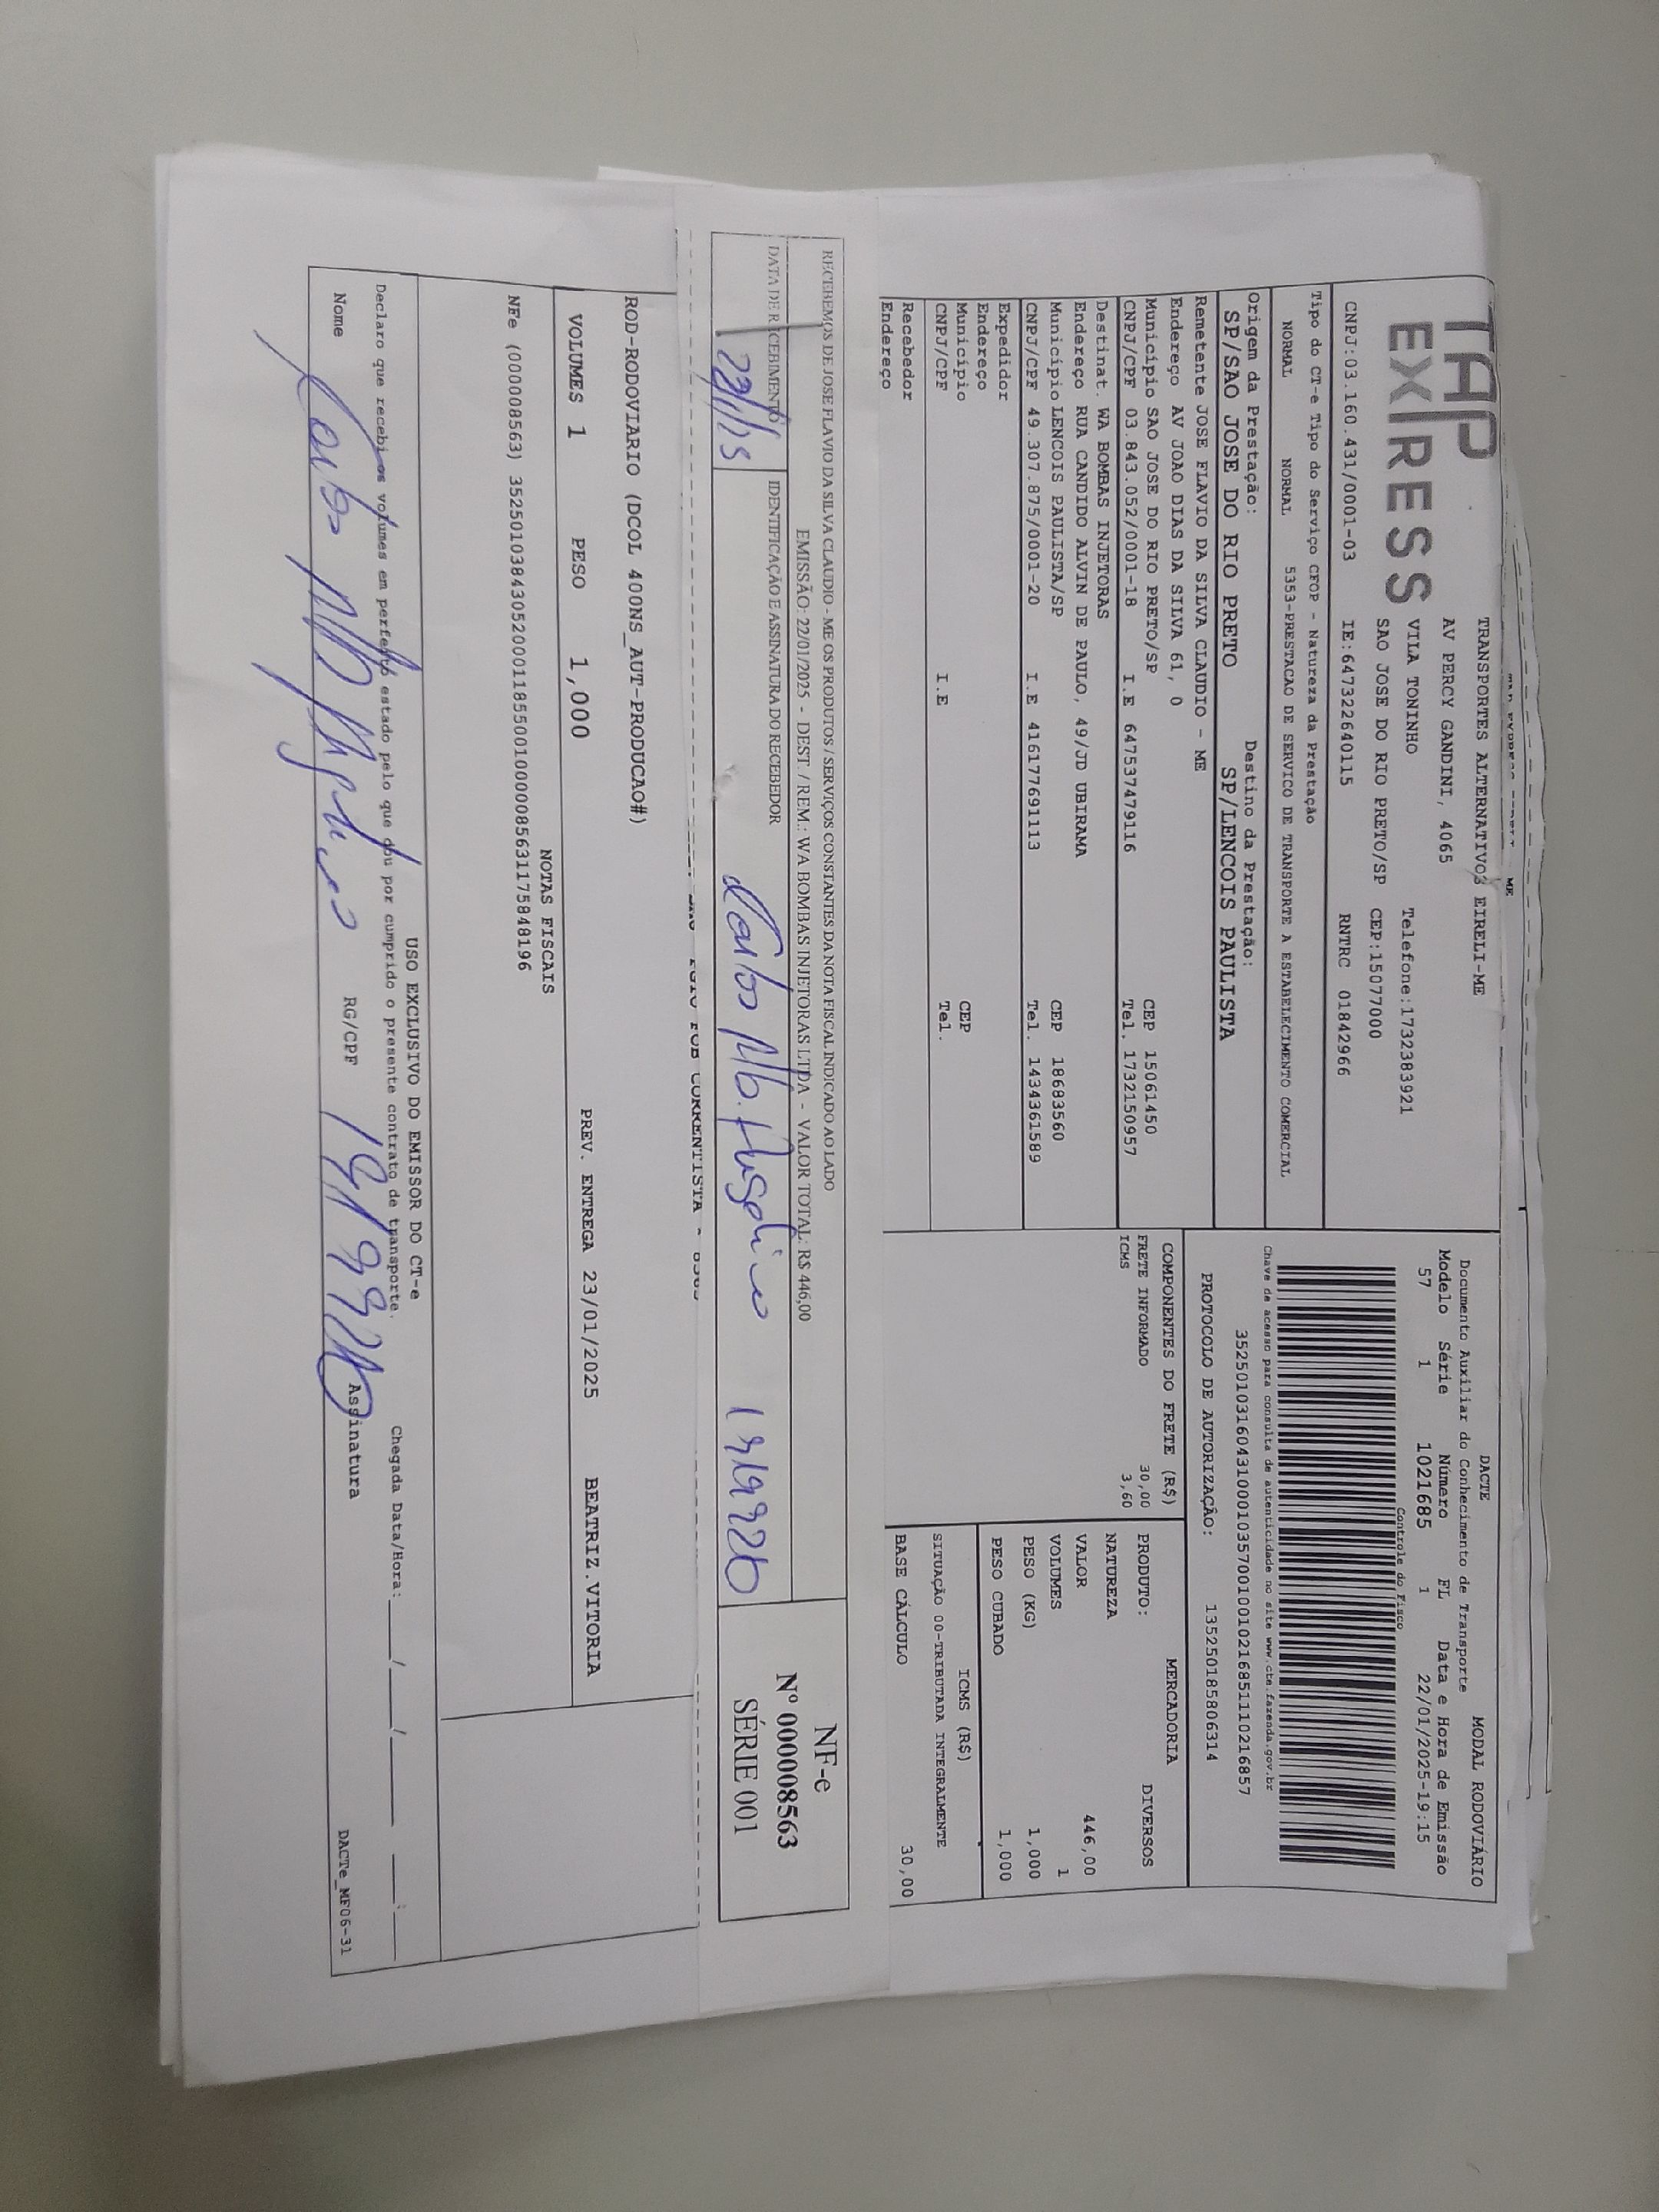 TAP
EXPRESS
TRANSPORTES ALTERNATIVOS EIRELI-ME
AV PERCY GANDINI, 4065
VILA TONINHO Telefone:1732383921
SAO JOSE DO RIO PRETO/SP CEP:15077000
CNPJ:03.160.431/0001-03 IE:647322640115 RNTRC 01842966
Tipo do CT-e Tipo do Serviço CFOP - Natureza da Prestação
NORMAL NORMAL 5353-PRESTACAO DE SERVICO DE TRANSPORTE A ESTABELECIMENTO COMERCIAL
Origem da Prestação: Destino da Prestação:
SP/SAO JOSE DO RIO PRETO SP/LENCOIS PAULISTA
Remetente JOSE FLAVIO DA SILVA CLAUDIO - ME
Endereço AV JOAO DIAS DA SILVA 61, 0
Município SAO JOSE DO RIO PRETO/SP CEP 15061450
CNPJ/CPF 03.843.052/0001-18 I.E 647537479116 Tel. 1732150957
Destinat. WA BOMBAS INJETORAS
Endereço RUA CANDIDO ALVIN DE PAULO, 49/JD UBIRAMA
Município LENCOIS PAULISTA/SP CEP 18683560
CNPJ/CPF 49.307.875/0001-20 I.E 416177691113 Tel. 1434361589
Expedidor
Endereço
Município CEP
CNPJ/CPF I.E Tel.
Recebedor
Endereço
DACTE MODAL RODOVIÁRIO
Documento Auxiliar do Conhecimento de Transporte
Modelo Série Número FL Data e Hora de Emissão
57 1 1021685 1 22/01/2025-19:15
Controle do Fisco
Chave de acesso para consulta de autenticidade no site www.cte.fazenda.gov.br
35250103160431000103570010010216851110216857
PROTOCOLO DE AUTORIZAÇÃO: 135250185806314
COMPONENTES DO FRETE (R$)
FRETE INFORMADO 30,00
ICMS 3,60
MERCADORIA
PRODUTO: DIVERSOS
NATUREZA
VALOR 446,00
VOLUMES 1
PESO (KG) 1,000
PESO CUBADO 1,000
ICMS (R$)
SITUAÇÃO 00-TRIBUTADA INTEGRALMENTE
BASE CÁLCULO 30,00
RECEBEMOS DE JOSE FLAVIO DA SILVA CLAUDIO - ME OS PRODUTOS / SERVIÇOS CONSTANTES DA NOTA FISCAL INDICADO AO LADO
EMISSÃO: 22/01/2025 - DEST. / REM.: WA BOMBAS INJETORAS LTDA - VALOR TOTAL: R$ 446,00
DATA DE RECEBIMENTO IDENTIFICAÇÃO E ASSINATURA DO RECEBEDOR
NF-e
Nº 000008563
SÉRIE 001
ROD-RODOVIARIO (DCOL 400NS_AUT-PRODUCAO#)
VOLUMES 1 PESO 1,000 PREV. ENTREGA 23/01/2025 BEATRIZ.VITORIA
NOTAS FISCAIS
NFe (000008563) 35250103843052000118550010000085631175848196
USO EXCLUSIVO DO EMISSOR DO CT-e
Declaro que recebi os volumes em perfeito estado pelo que dou por cumprido o presente contrato de transporte. Chegada Data/Hora: ___/___/____ ___:___
Nome RG/CPF Assinatura
DACTe_MF06-31